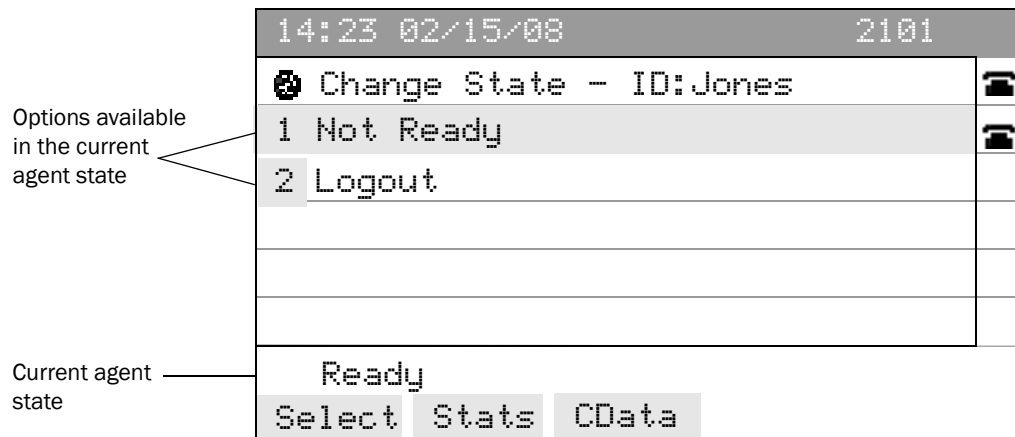 14:23 02/15/08 2101
Change State - ID:Jones
Options available
in the current
agent state
1 Not Ready
2 Logout
Current agent
state
Ready
Select Stats CData